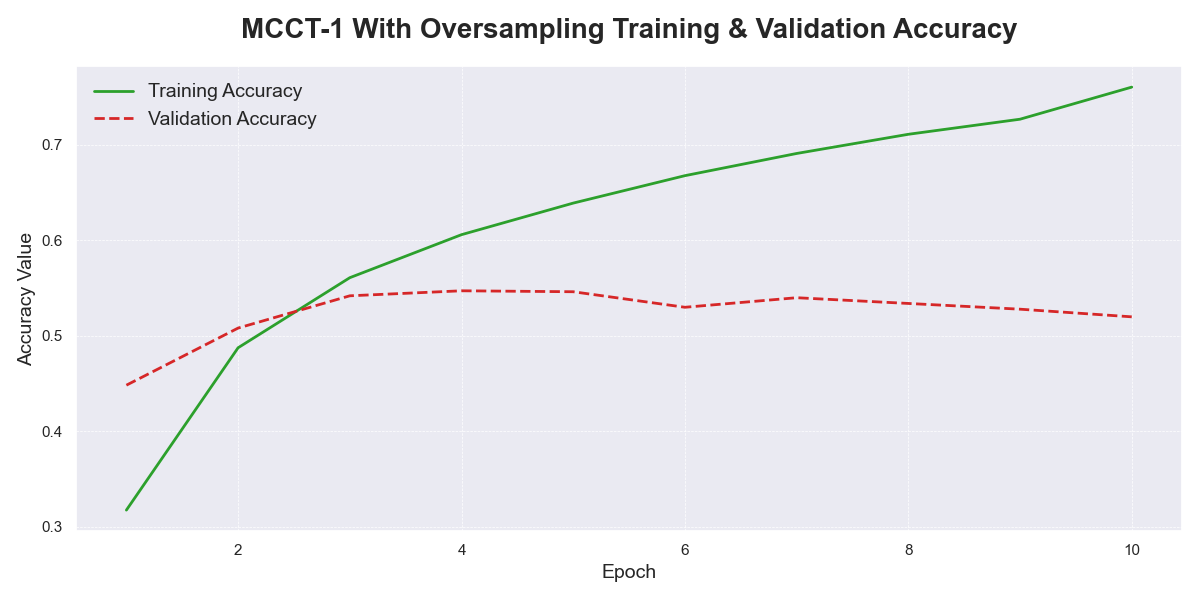 MCCT-1 With Oversampling Training & Validation Accuracy
Training Accuracy
Validation Accuracy
Accuracy Value
0.7
0.6
0.5
0.4
0.3
2 4 6 8 10
Epoch